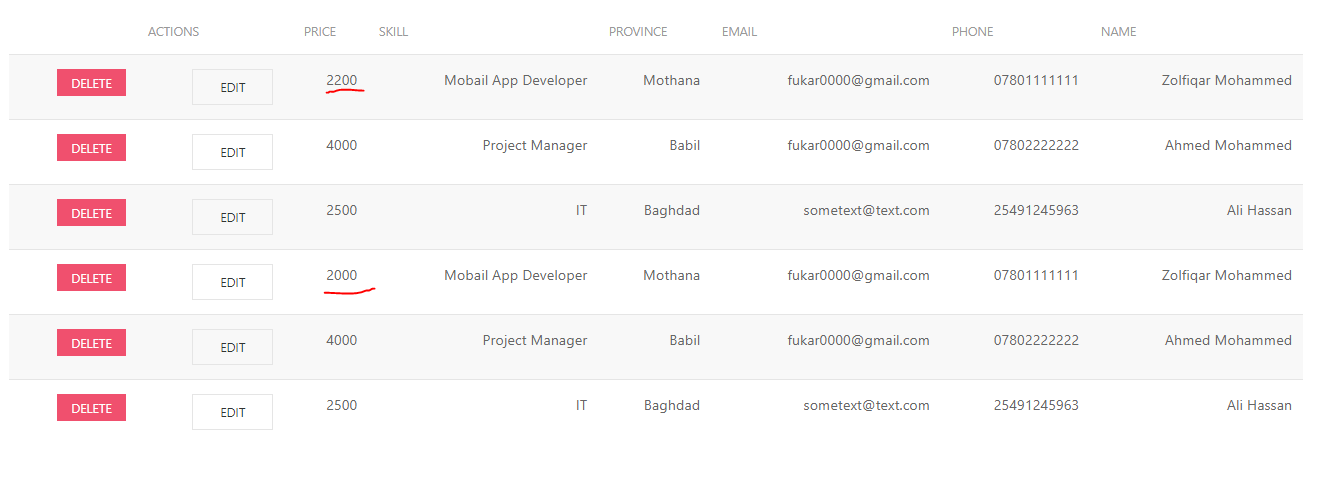 ACTIONS PRICE SKILL PROVINCE EMAIL PHONE NAME
DELETE EDIT 2200 Mobail App Developer Mothana fukar0000@gmail.com 07801111111 Zolfiqar Mohammed
DELETE EDIT 4000 Project Manager Babil fukar0000@gmail.com 07802222222 Ahmed Mohammed
DELETE EDIT 2500 IT Baghdad sometext@text.com 25491245963 Ali Hassan
DELETE EDIT 2000 Mobail App Developer Mothana fukar0000@gmail.com 07801111111 Zolfiqar Mohammed
DELETE EDIT 4000 Project Manager Babil fukar0000@gmail.com 07802222222 Ahmed Mohammed
DELETE EDIT 2500 IT Baghdad sometext@text.com 25491245963 Ali Hassan